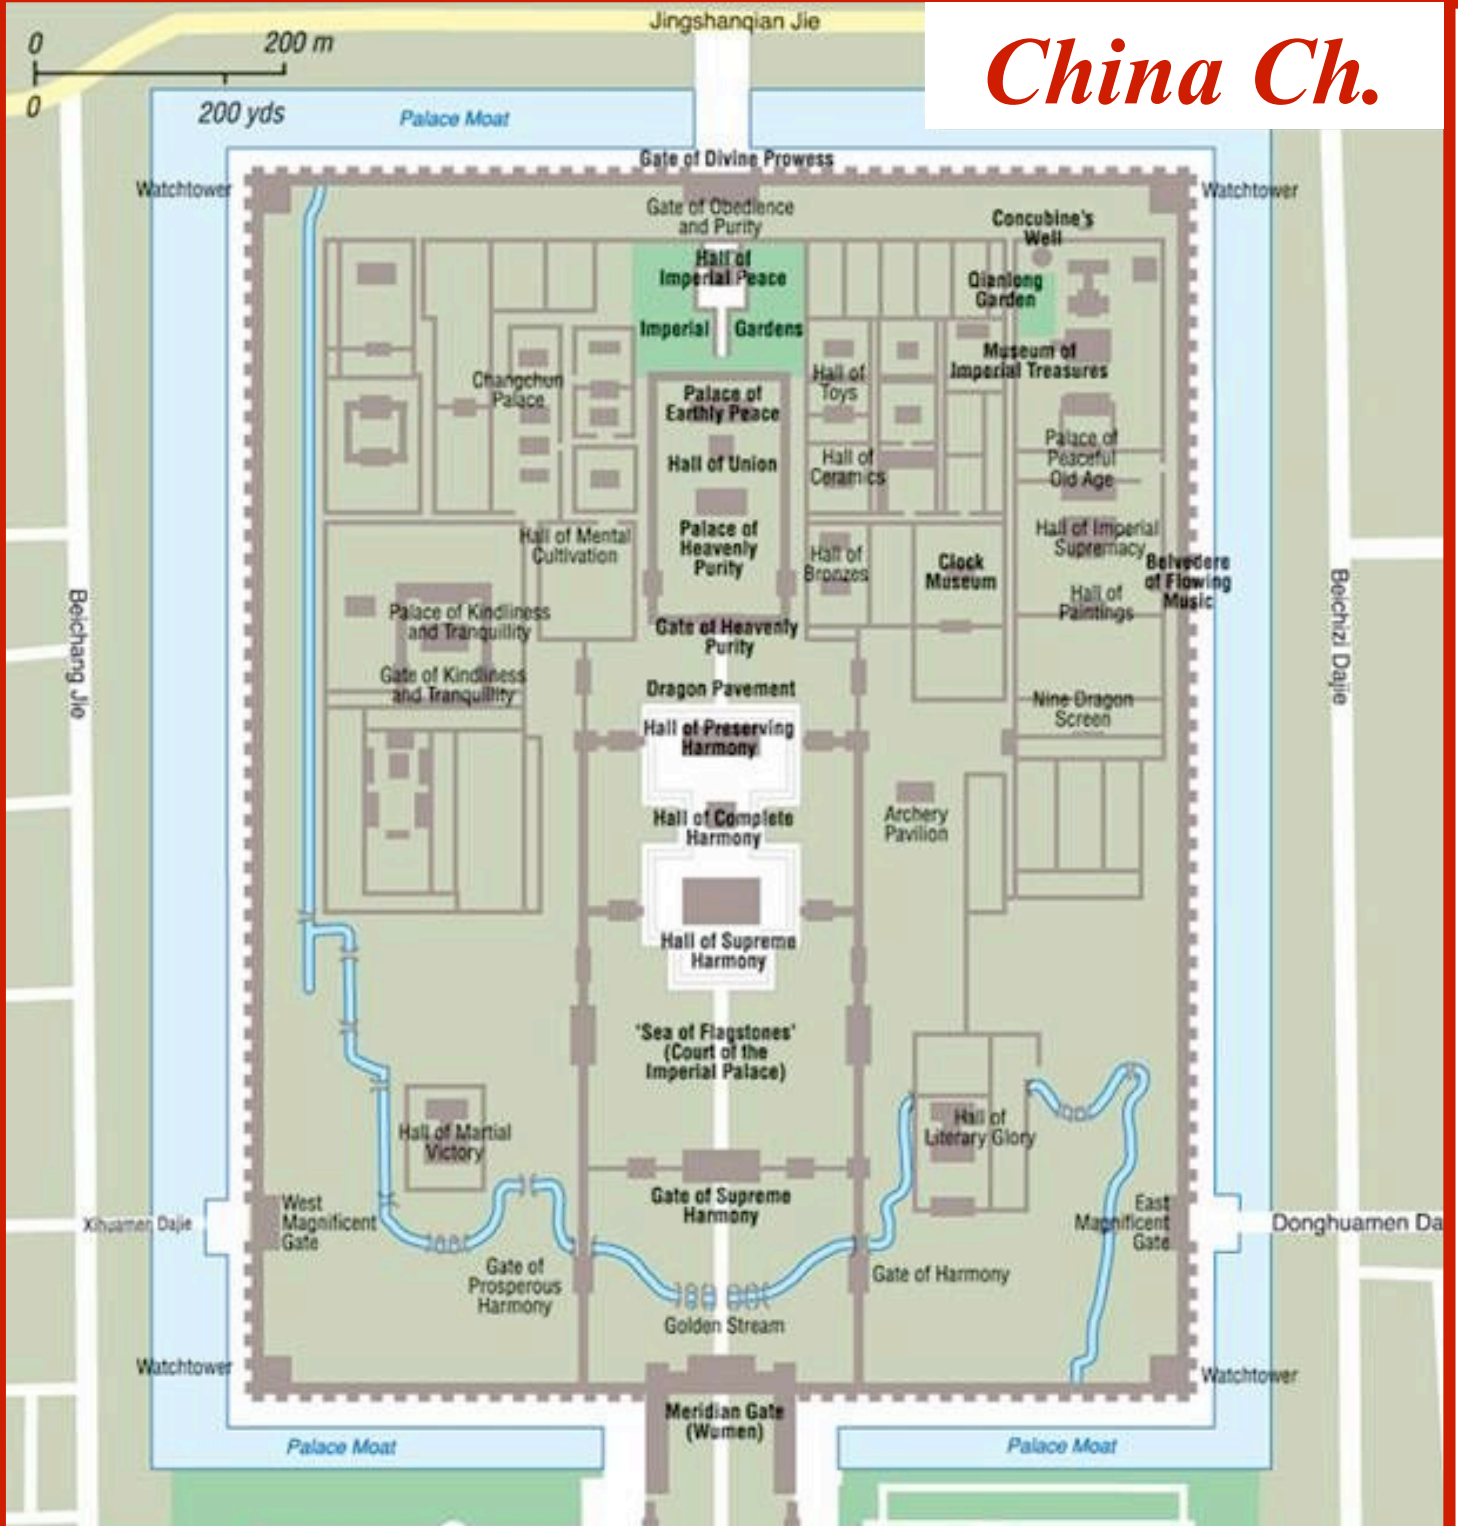 Jingshanqian Jie
China Ch.
0
200 m
0
200 yds
Palace Moat
Gate of Divine Prowess
Watchtower
Watchtower
Gate of Obedience
and Purity
Concubine's
Well
Hall of
Imperial Peace
Qianlong
Garden
Imperial
Gardens
Museum of
Imperial Treasures
Changchun
Palace
Hall of
Toys
Palace of
Earthly Peace
Hall of Union
Hall of
Ceramics
Palace of
Peaceful
Old Age
Palace of
Heavenly
Purity
Hall of Mental
Cultivation
Hall of
Bronzes
Clock
Museum
Hall of Imperial
Supremacy
Belvedere
of Flowing
Music
Hall of
Paintings
Beichang Jie
Beichizi Dajie
Palace of Kindliness
and Tranquillity
Gate of Heavenly
Purity
Gate of Kindliness
and Tranquillity
Dragon Pavement
Nine Dragon
Screen
Hall of Preserving
Harmony
Hall of Complete
Harmony
Archery
Pavilion
Hall of Supreme
Harmony
'Sea of Flagstones'
(Court of the
Imperial Palace)
Hall of Martial
Victory
Hall of
Literary Glory
Gate of Supreme
Harmony
Xihuamen Dajie
West
Magnificent
Gate
East
Magnificent
Gate
Donghuamen Da
Gate of
Prosperous
Harmony
Gate of Harmony
Golden Stream
Watchtower
Watchtower
Meridian Gate
(Wumen)
Palace Moat
Palace Moat